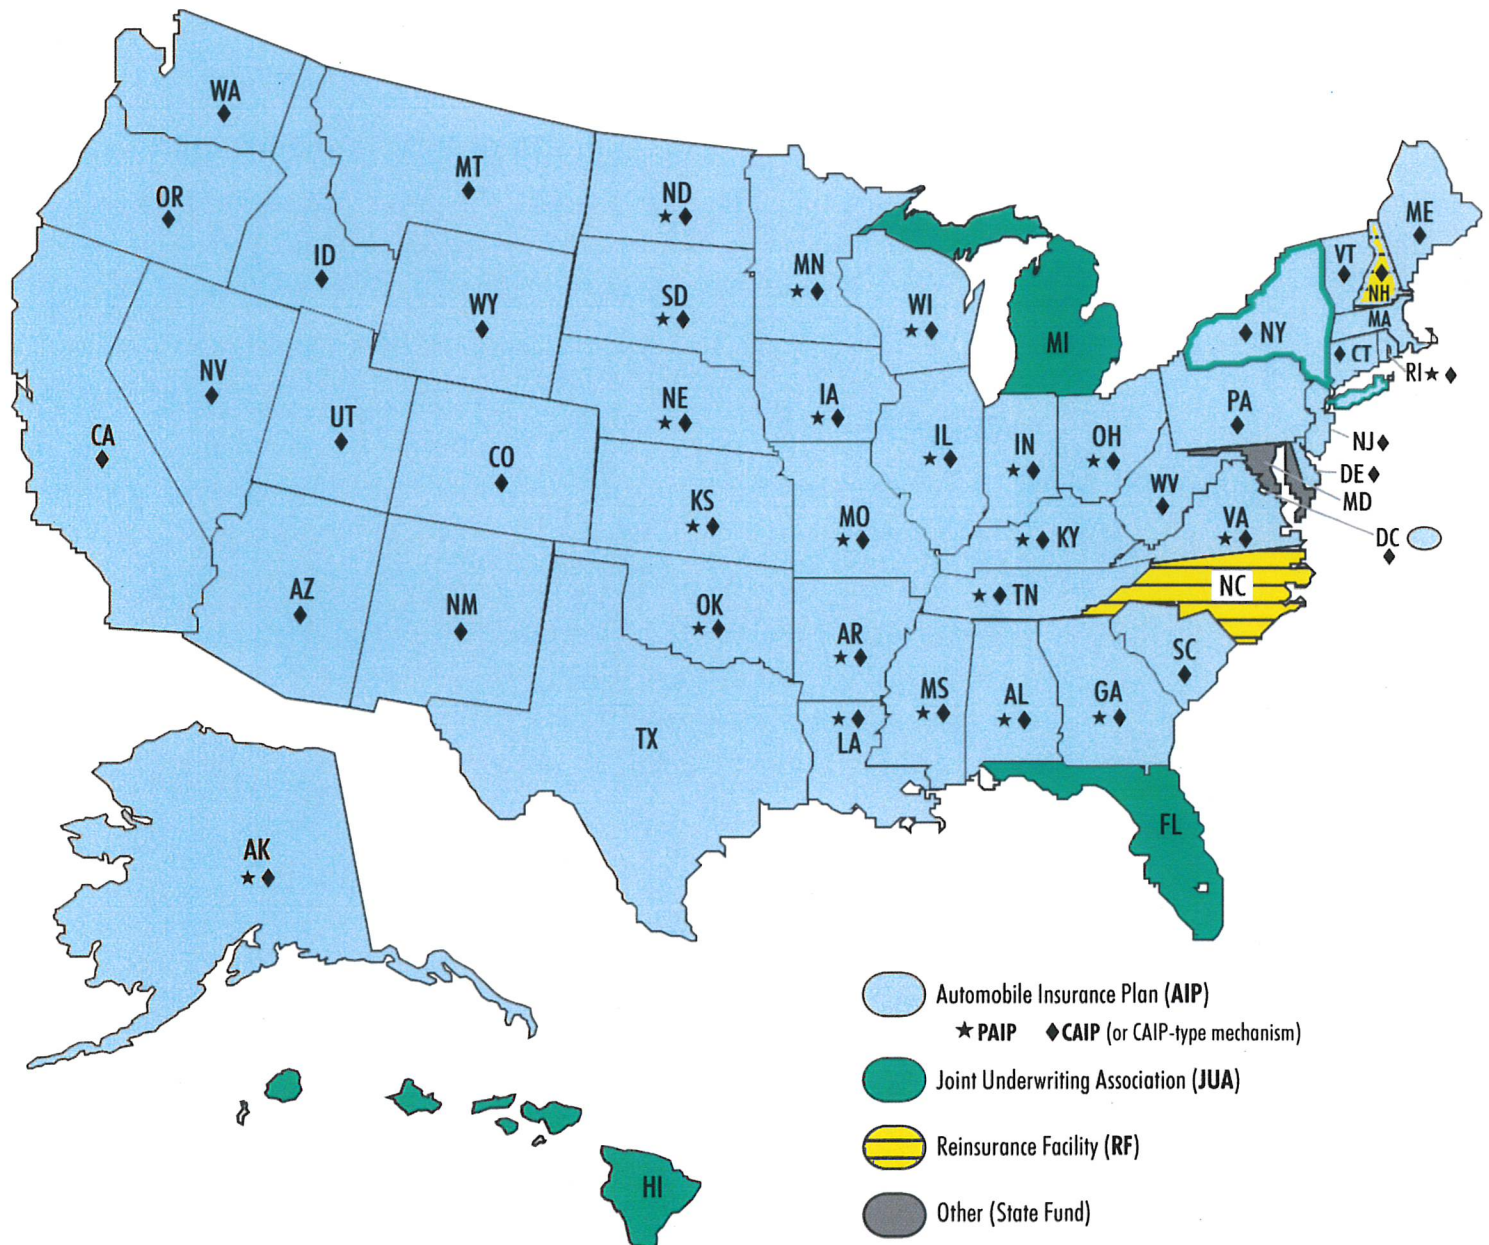 WA
MT
ND
OR
ME
ID
MN
VT
WY
SD
WI
NH
MA
NY
MI
CT
NV
RI★◆
NE
IA
UT
PA
CA
CO
IL
IN
OH
NJ◆
DE◆
WV
MD
KS
MO
VA
KY
DC
AZ
NM
OK
TN
NC
AR
SC
MS
AL
GA
TX
LA
FL
AK
HI
Automobile Insurance Plan (AIP)
★ PAIP ◆CAIP (or CAIP-type mechanism)
Joint Underwriting Association (JUA)
Reinsurance Facility (RF)
Other (State Fund)